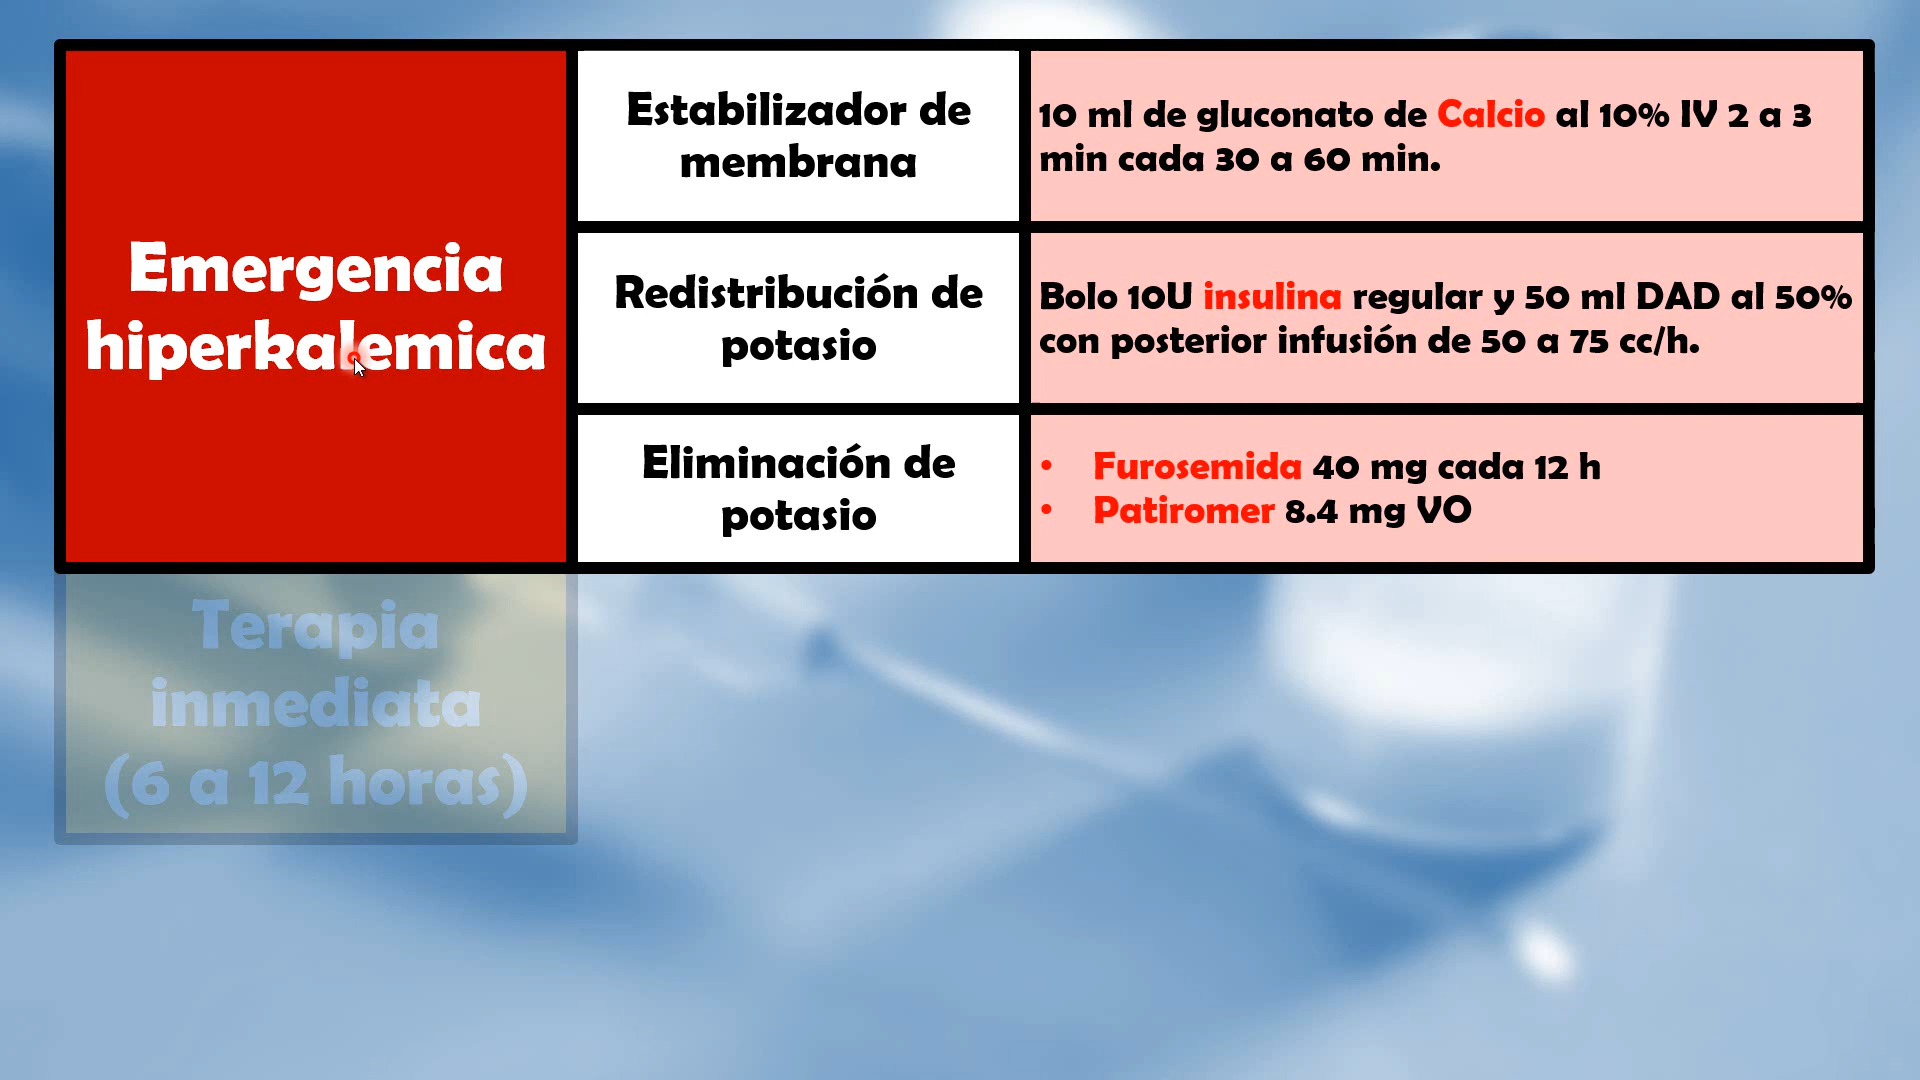 Emergencia
hiperkalemica
Estabilizador de
membrana
10 ml de gluconato de Calcio al 10% IV 2 a 3
min cada 30 a 60 min.
Redistribución de
potasio
Bolo 10U insulina regular y 50 ml DAD al 50%
con posterior infusión de 50 a 75 cc/h.
Eliminación de
potasio
• Furosemida 40 mg cada 12 h
• Patiromer 8.4 mg VO
Terapia
inmediata
(6 a 12 horas)